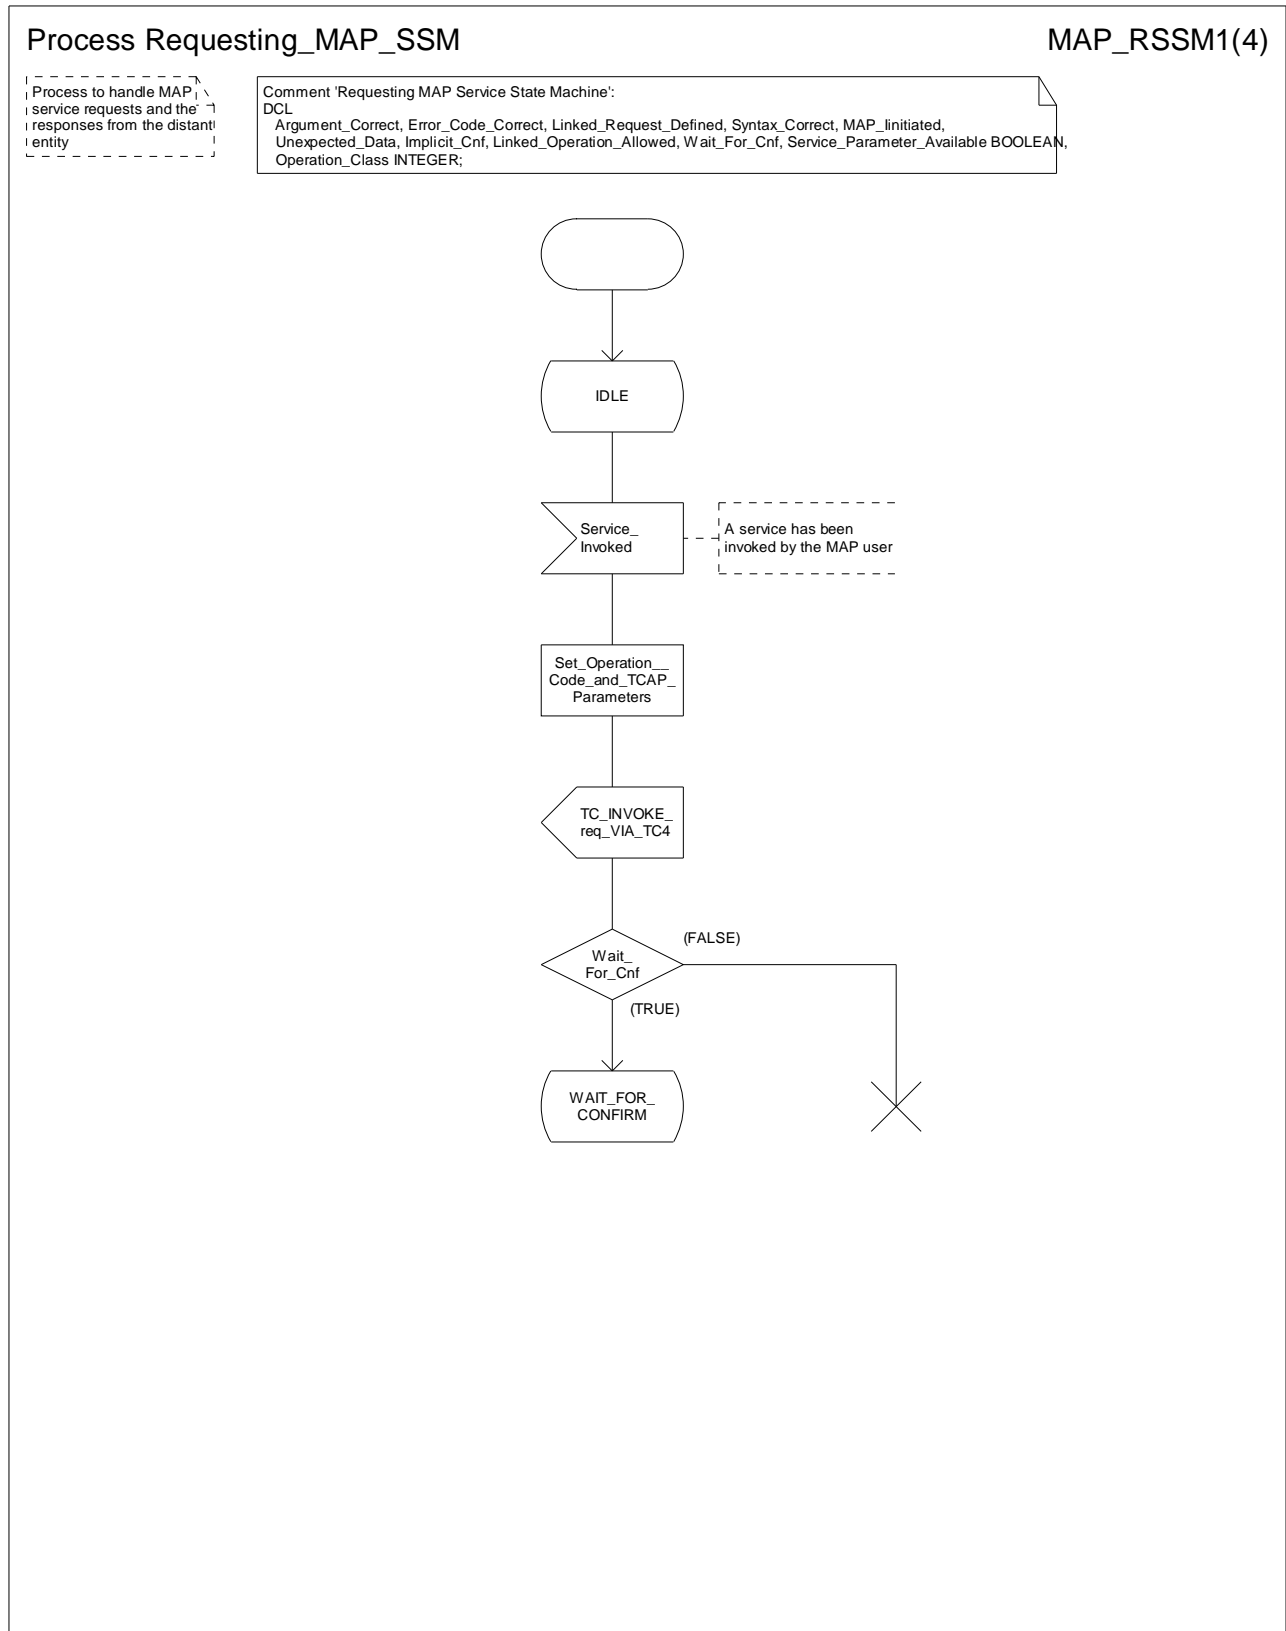 Process Requesting_MAP_SSM
MAP_RSSM1(4)
Process to handle MAP
service requests and the
responses from the distant
entity
Comment 'Requesting MAP Service State Machine':
DCL
Argument_Correct, Error_Code_Correct, Linked_Request_Defined, Syntax_Correct, MAP_Iinitiated,
Unexpected_Data, Implicit_Cnf, Linked_Operation_Allowed, Wait_For_Cnf, Service_Parameter_Available BOOLEAN,
Operation_Class INTEGER;
IDLE
Service_
Invoked
A service has been
invoked by the MAP user
Set_Operation__
Code_and_TCAP_
Parameters
TC_INVOKE_
req_VIA_TC4
Wait_
For_Cnf
(FALSE)
(TRUE)
WAIT_FOR_
CONFIRM